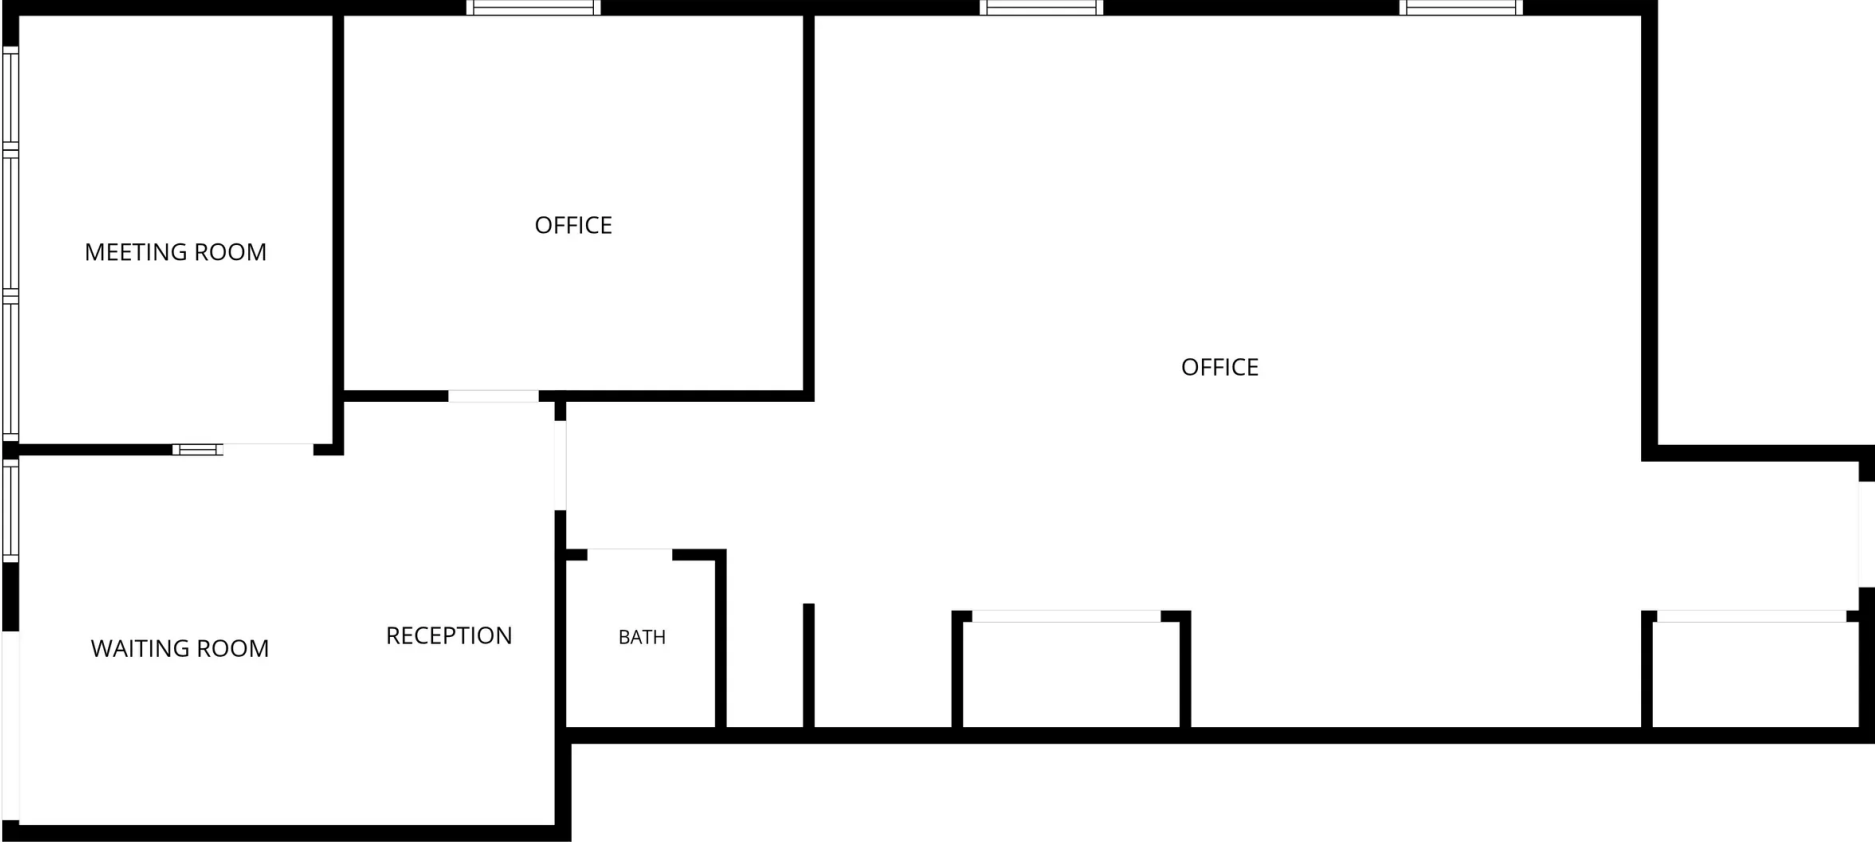 OFFICE
MEETING ROOM
OFFICE
RECEPTION
BATH
WAITING ROOM